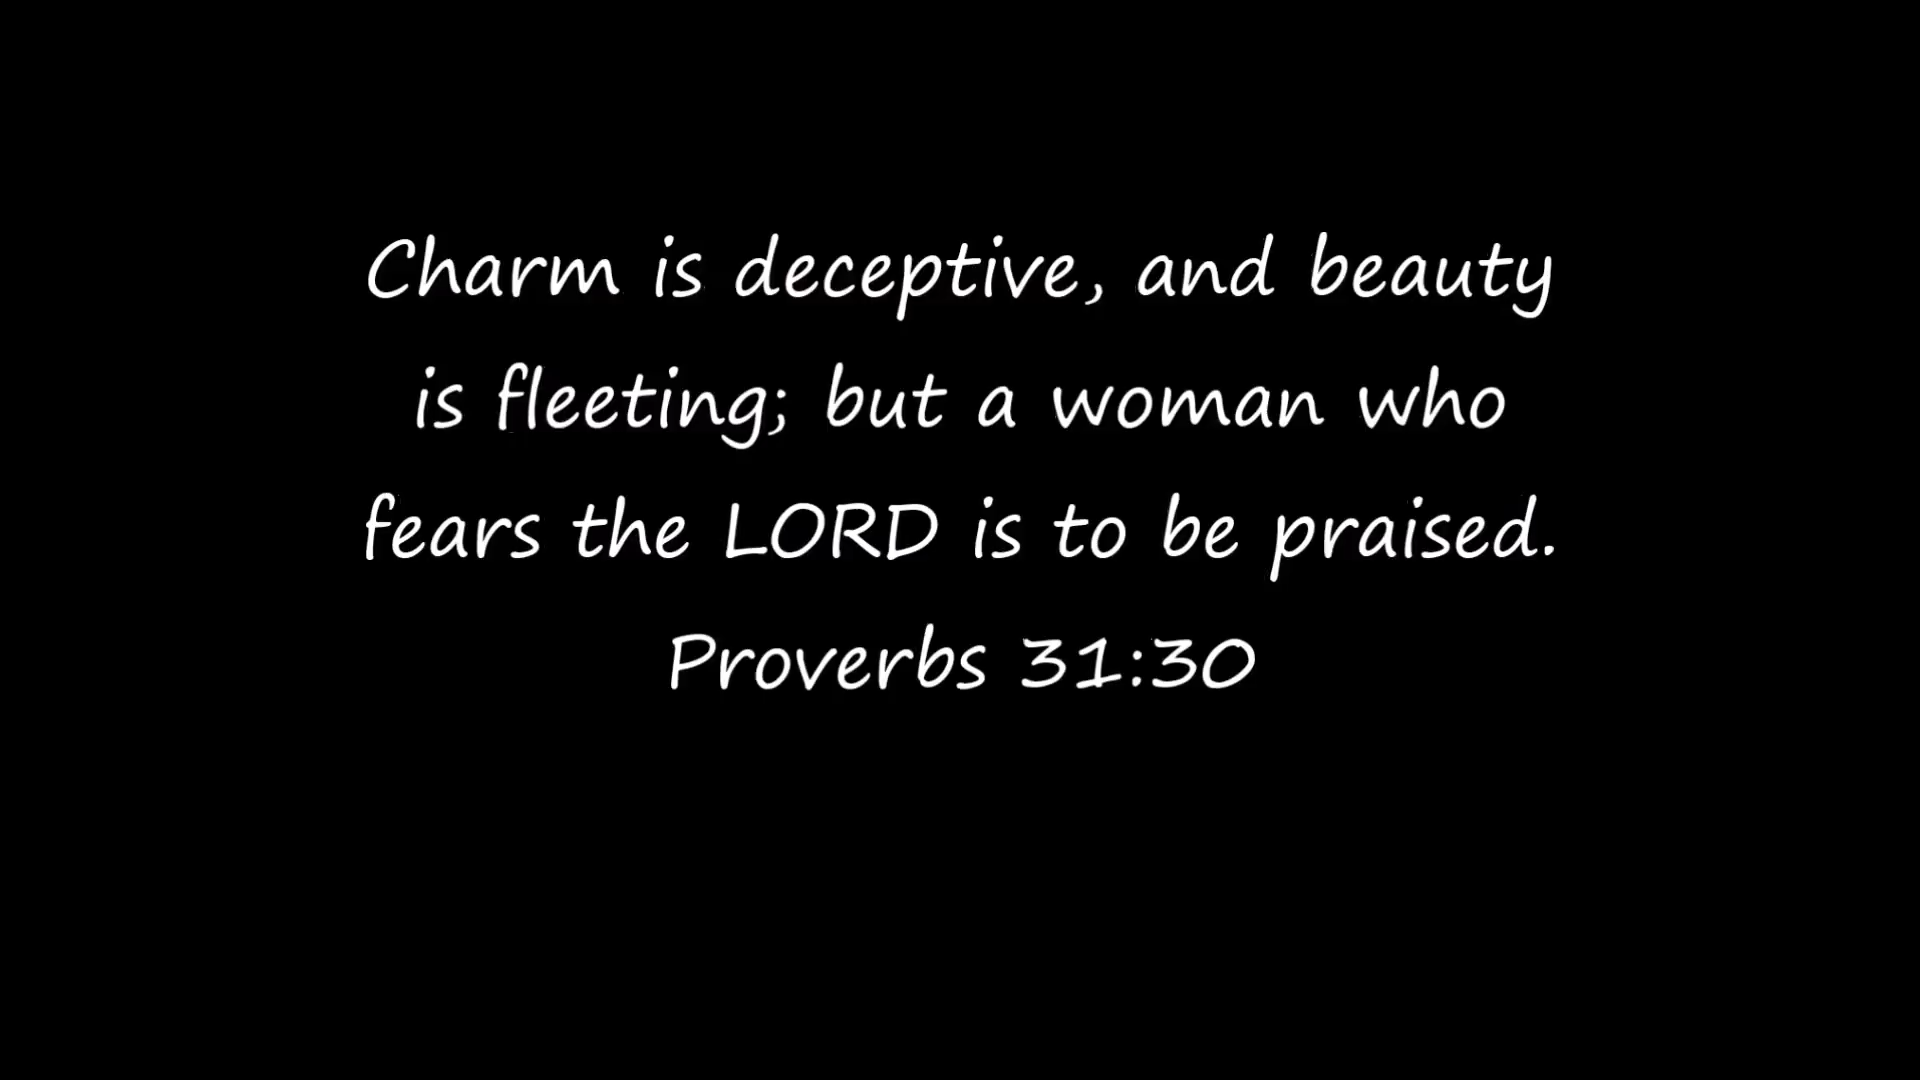 Charm is deceptive, and beauty
is fleeting; but a woman who
fears the LORD is to be praised.
Proverbs 31:30